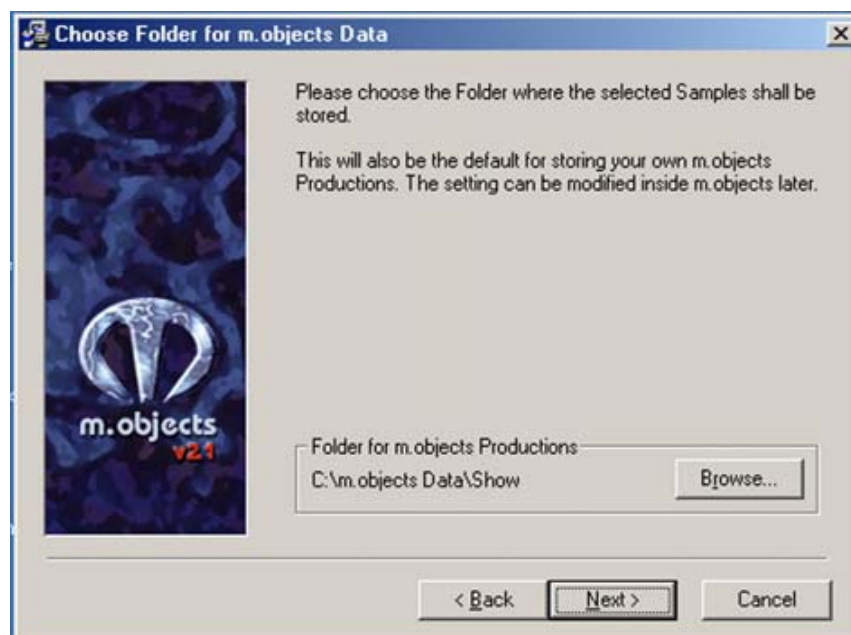 Choose Folder for m.objects Data
Please choose the Folder where the selected Samples shall be
stored.
This will also be the default for storing your own m.objects
Productions. The setting can be modified inside m.objects later.
m.objects
v2.1
Folder for m.objects Productions
C:\m.objects Data\Show
Browse...
< Back
Next >
Cancel